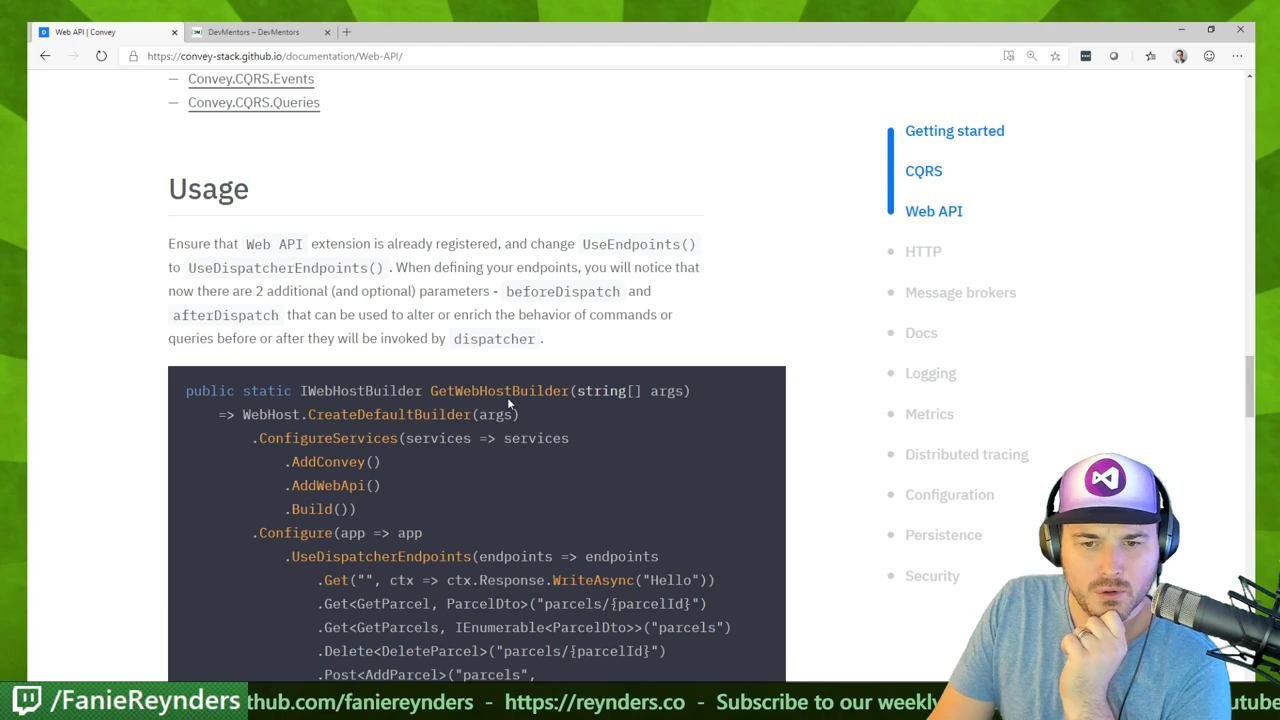 Web API | Convey
DevMentors – DevMentors
https://convey-stack.github.io/documentation/Web-API/
— Convey.CQRS.Events
— Convey.CQRS.Queries
Usage
Ensure that Web API extension is already registered, and change UseEndpoints()
to UseDispatcherEndpoints() . When defining your endpoints, you will notice that
now there are 2 additional (and optional) parameters - beforeDispatch and
afterDispatch that can be used to alter or enrich the behavior of commands or
queries before or after they will be invoked by dispatcher .
public static IWebHostBuilder GetWebHostBuilder(string[] args)
=> WebHost.CreateDefaultBuilder(args)
.ConfigureServices(services => services
.AddConvey()
.AddWebApi()
.Build())
.Configure(app => app
.UseDispatcherEndpoints(endpoints => endpoints
.Get("", ctx => ctx.Response.WriteAsync("Hello"))
.Get<GetParcel, ParcelDto>("parcels/{parcelId}")
.Get<GetParcels, IEnumerable<ParcelDto>>("parcels")
.Delete<DeleteParcel>("parcels/{parcelId}")
.Post<AddParcel>("parcels",
Getting started
CQRS
Web API
HTTP
Message brokers
Docs
Logging
Metrics
Distributed tracing
Configuration
Persistence
Security
/FanieReynders
thub.com/faniereynders - https://reynders.co - Subscribe to our weekly
utube